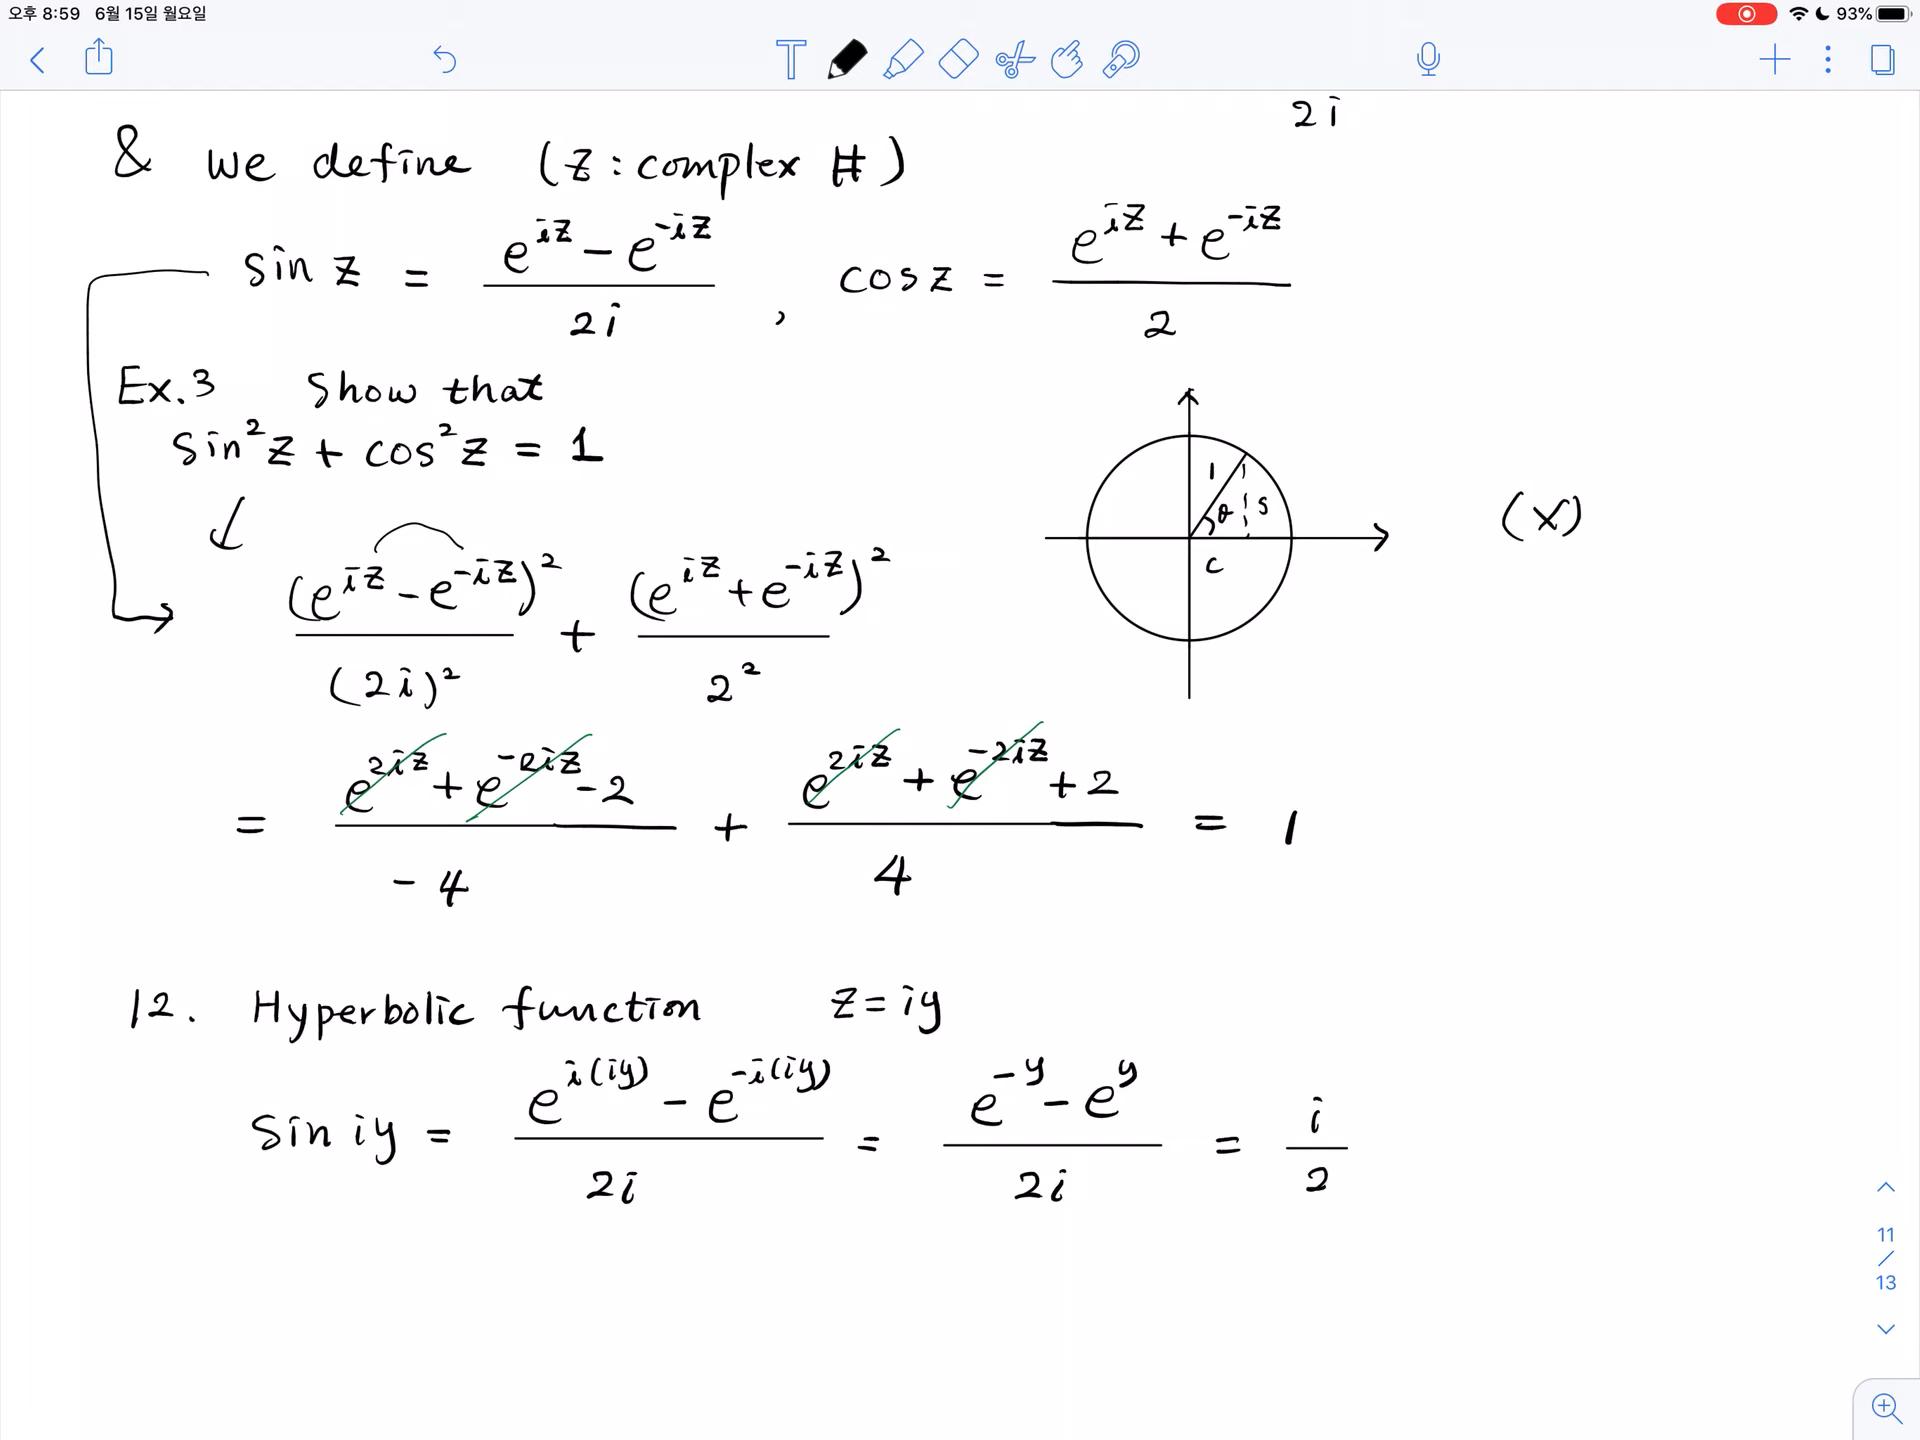 오후 8:59 6월 15일 월요일 93%
T
2i
& we define (z : complex #)
sin z = (e^{iz} - e^{-iz}) / 2i , cos z = (e^{iz} + e^{-iz}) / 2
Ex.3 Show that
sin²z + cos²z = 1
1 θ s c
(x)
(e^{iz} - e^{-iz})² / (2i)² + (e^{iz} + e^{-iz})² / 2²
= (e^{2iz} + e^{-2iz} - 2) / -4 + (e^{2iz} + e^{-2iz} + 2) / 4 = 1
12. Hyperbolic function z = iy
sin iy = (e^{i(iy)} - e^{-i(iy)}) / 2i = (e^{-y} - e^{y}) / 2i = i / 2
11
/
13